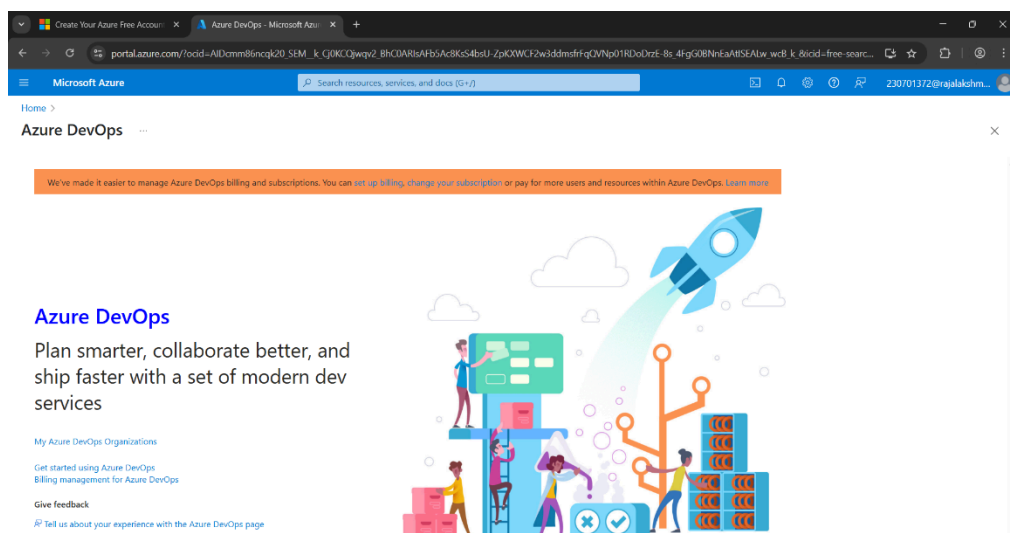 Create Your Azure Free Account
Azure DevOps - Microsoft Azur
portal.azure.com/?ocid=AIDcmm86ncqk20_SEM
Microsoft Azure
Search resources, services, and docs (G+/)
230701372@rajalakshm...
Home >
Azure DevOps ...
We've made it easier to manage Azure DevOps billing and subscriptions. You can set up billing, change your subscription or pay for more users and resources within Azure DevOps. Learn more
Azure DevOps
Plan smarter, collaborate better, and
ship faster with a set of modern dev
services
My Azure DevOps Organizations
Get started using Azure DevOps
Billing management for Azure DevOps
Give feedback
Tell us about your experience with the Azure DevOps page